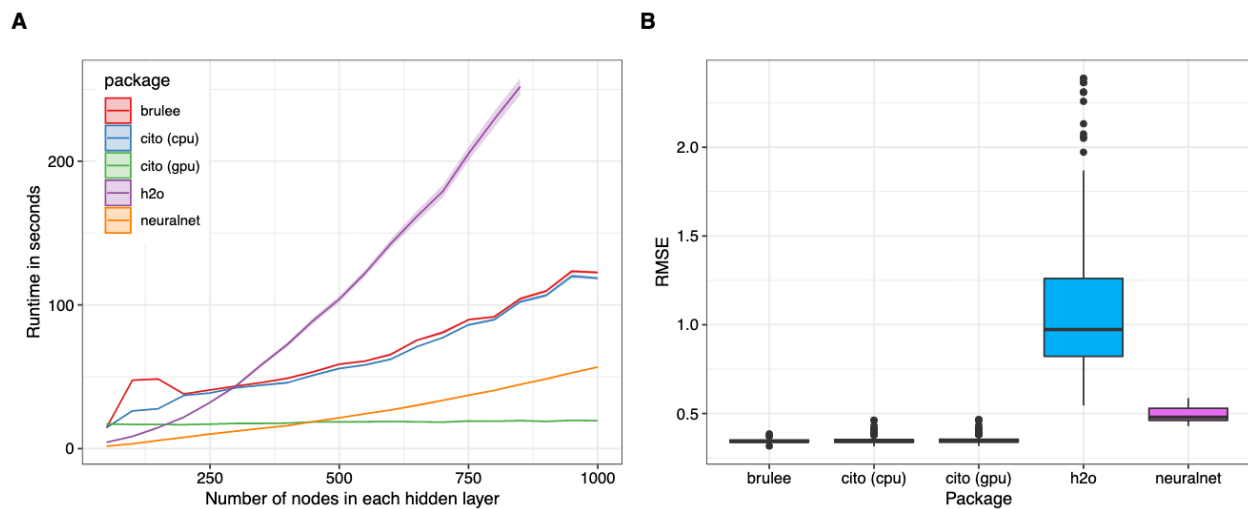 A
package
brulee
cito (cpu)
cito (gpu)
h2o
neuralnet
200
100
0
Runtime in seconds
250
500
750
1000
Number of nodes in each hidden layer
B
2.0
1.5
1.0
0.5
RMSE
brulee
cito (cpu)
cito (gpu)
h2o
neuralnet
Package